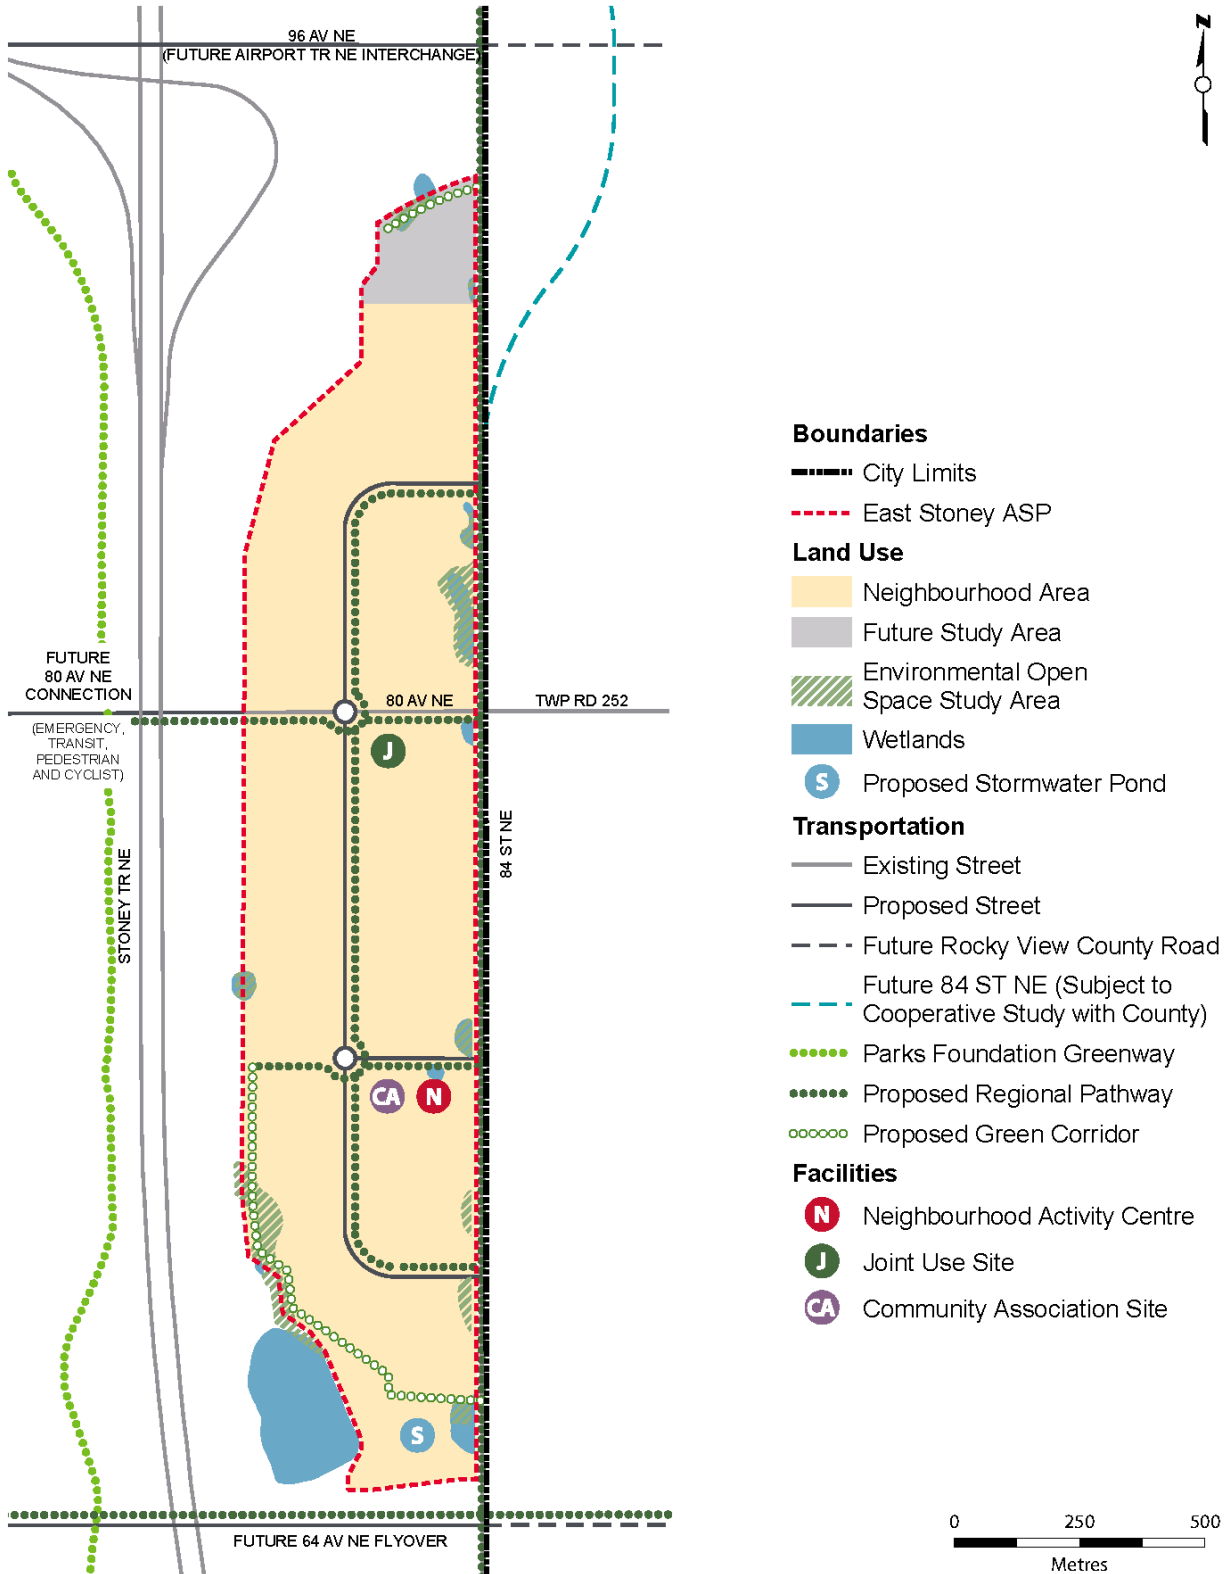 N
96 AV NE
(FUTURE AIRPORT TR NE INTERCHANGE)
FUTURE
80 AV NE
CONNECTION
(EMERGENCY,
TRANSIT,
PEDESTRIAN
AND CYCLIST)
80 AV NE
TWP RD 252
J
84 ST NE
STONEY TR NE
CA
N
S
FUTURE 64 AV NE FLYOVER
Boundaries
City Limits
East Stoney ASP
Land Use
Neighbourhood Area
Future Study Area
Environmental Open
Space Study Area
Wetlands
S Proposed Stormwater Pond
Transportation
Existing Street
Proposed Street
Future Rocky View County Road
Future 84 ST NE (Subject to
Cooperative Study with County)
Parks Foundation Greenway
Proposed Regional Pathway
Proposed Green Corridor
Facilities
N Neighbourhood Activity Centre
J Joint Use Site
CA Community Association Site
0 250 500
Metres